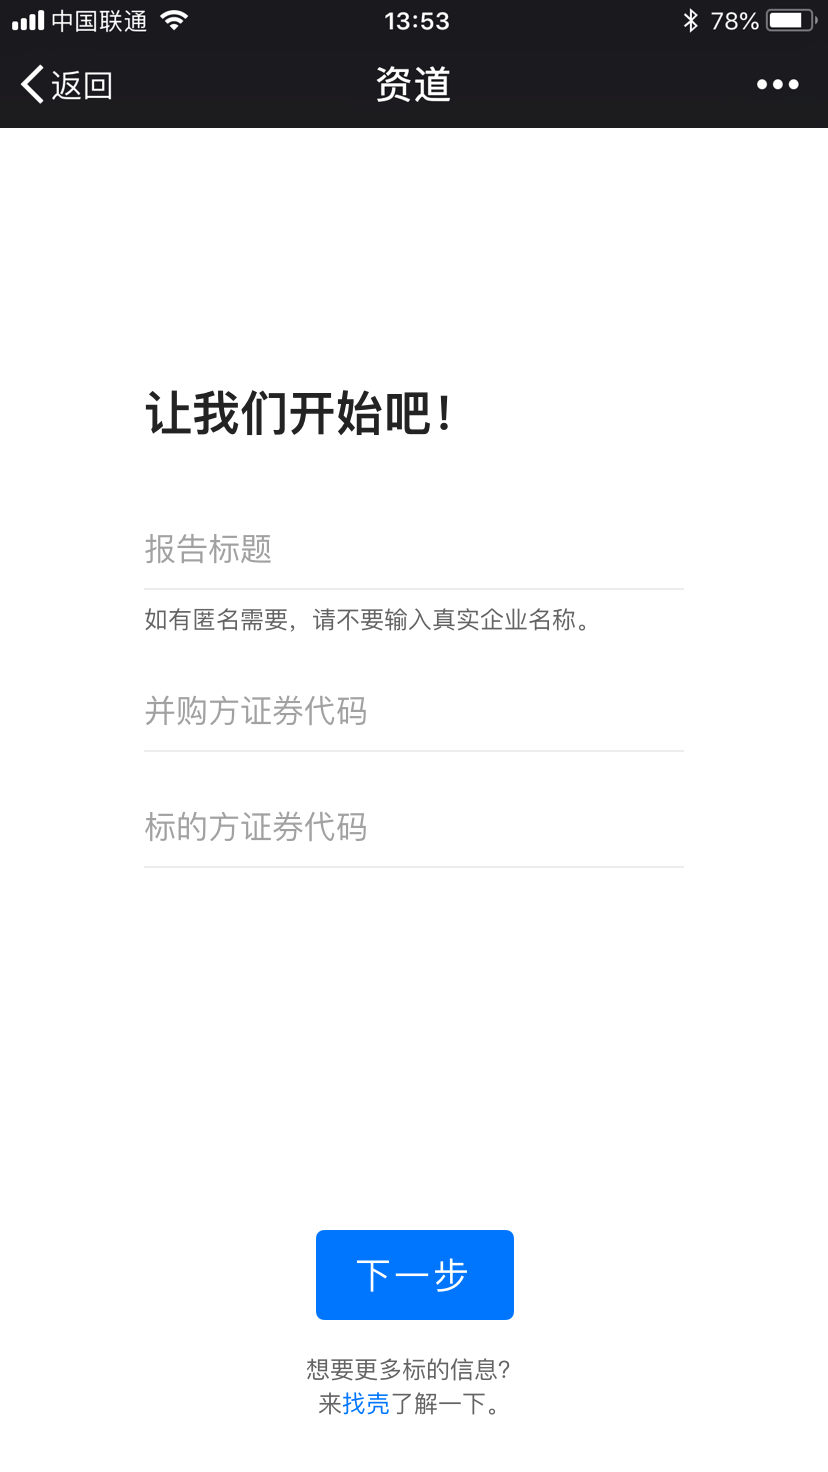 中国联通 13:53 78%
返回 资道
让我们开始吧！
报告标题
如有匿名需要，请不要输入真实企业名称。
并购方证券代码
标的方证券代码
下一步
想要更多标的信息？
来找壳了解一下。